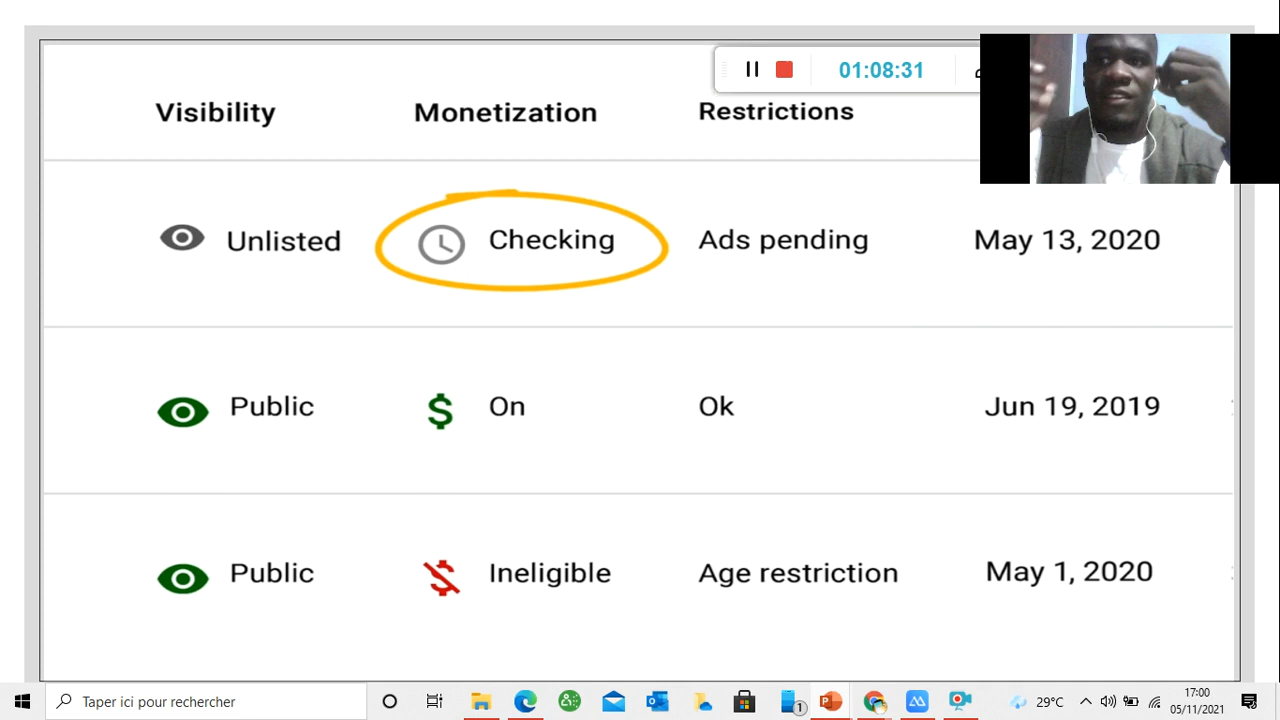 01:08:31
Visibility Monetization Restrictions
Unlisted Checking Ads pending May 13, 2020
Public On Ok Jun 19, 2019
Public Ineligible Age restriction May 1, 2020
Taper ici pour rechercher 1 29°C 17:00
05/11/2021